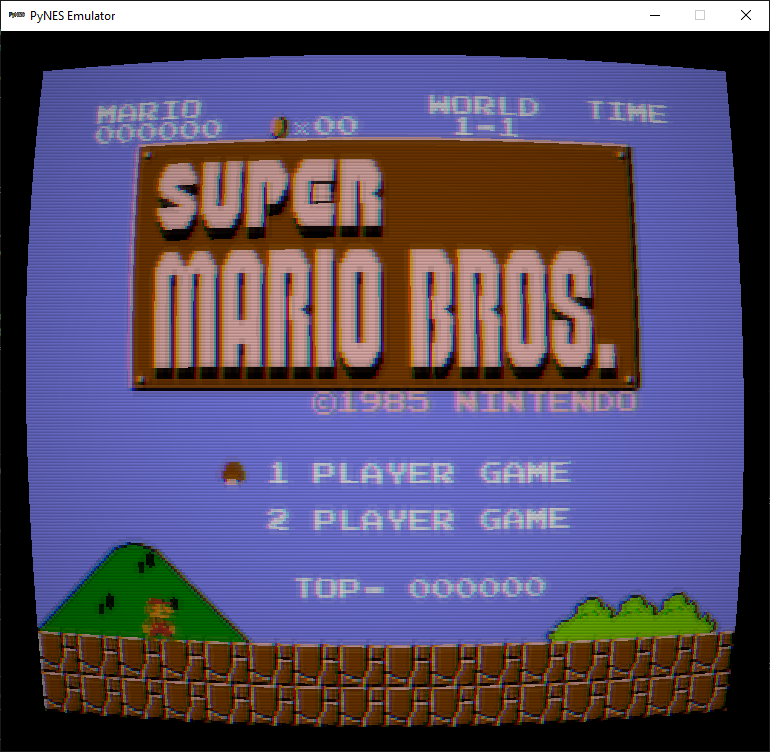 PyNES Emulator
MARIO WORLD TIME
000000 ×00 1-1
SUPER
MARIO BROS.
©1985 NINTENDO
1 PLAYER GAME
2 PLAYER GAME
TOP- 000000